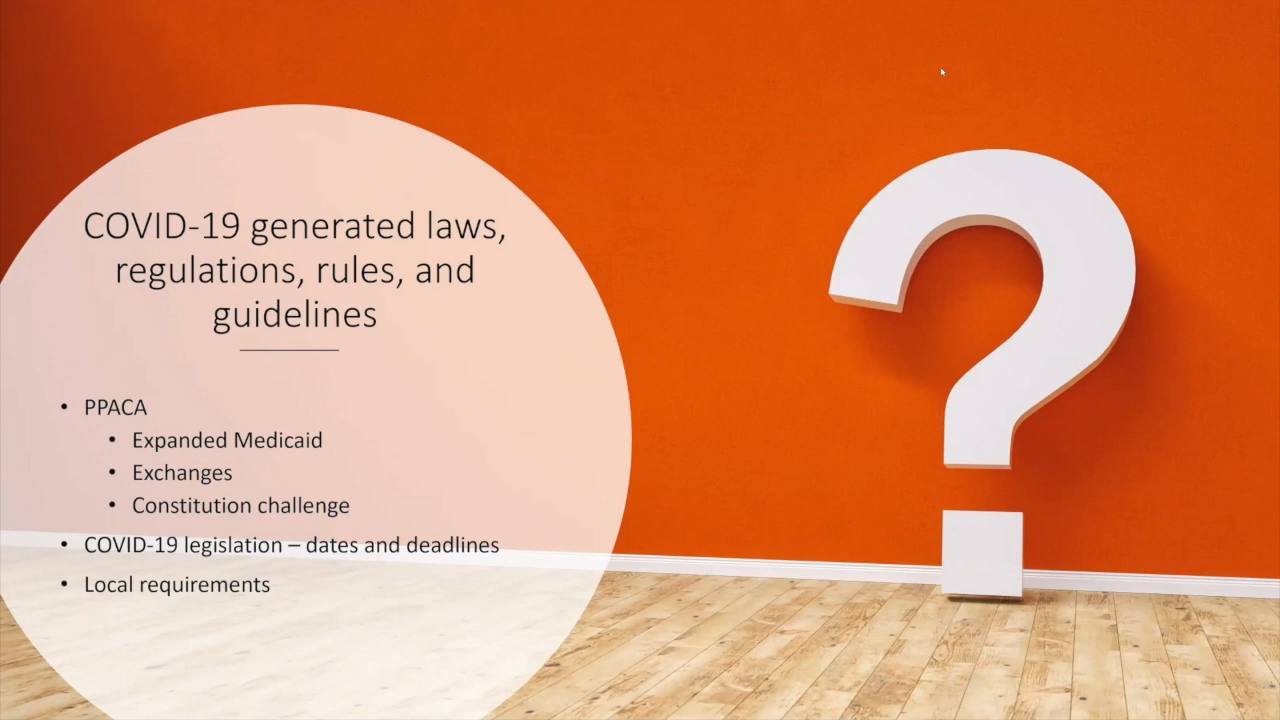 COVID-19 generated laws,
regulations, rules, and
guidelines
• PPACA
• Expanded Medicaid
• Exchanges
• Constitution challenge
• COVID-19 legislation – dates and deadlines
• Local requirements
?